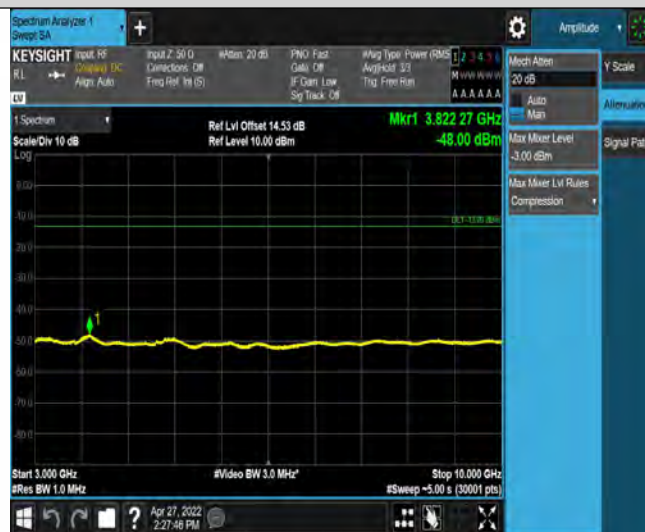 Spectrum Analyzer 1
Swept SA
Amplitude
KEYSIGHT Input: RF Input Z: 50 Ω #Atten: 20 dB PNO: Fast #Avg Type: Power (RMS 1 2 3 4 5 6
RL Coupling: DC Corrections: Off Gate: Off Avg|Hold: 3/3 M W W W W W
Align: Auto Freq Ref: Int (S) IF Gain: Low Trig: Free Run
Sig Track: Off A A A A A A
1 Spectrum
Ref Lvl Offset 14.53 dB
Mkr1 3.822 27 GHz
Scale/Div 10 dB
Ref Level 10.00 dBm
-48.00 dBm
Log
0.00
-10.0
-20.0
-30.0
-40.0
1
-50.0
-60.0
-70.0
-80.0
Start 3.000 GHz
#Video BW 3.0 MHz*
Stop 10.000 GHz
#Res BW 1.0 MHz
#Sweep ~5.00 s (30001 pts)
Mech Atten
20 dB
Auto
Man
Max Mixer Level
-3.00 dBm
Max Mixer Lvl Rules
Compression
Y Scale
Attenuation
Signal Pat
?
Apr 27, 2022
2:27:46 PM